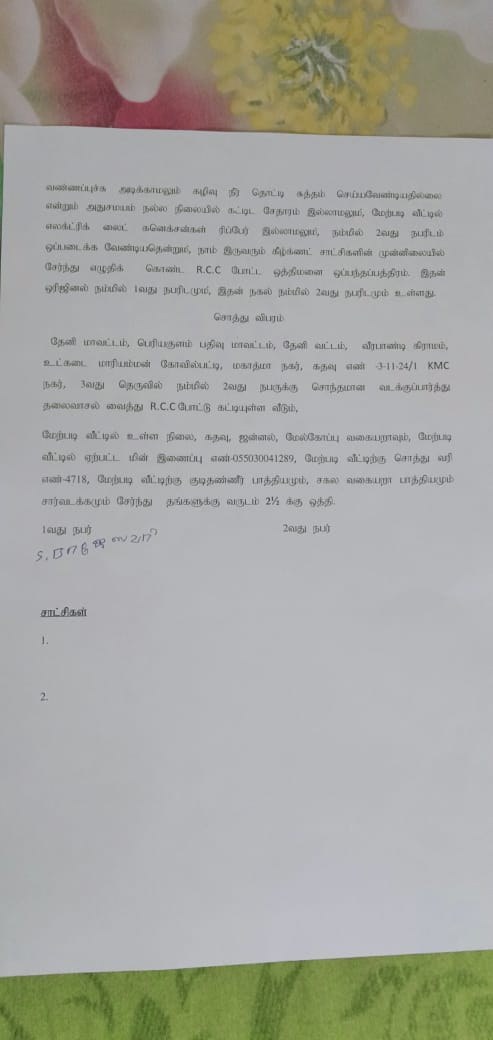 வண்ணப்பூச்சு அடிக்காமலும் கழிவு நீர் தொட்டி சுத்தம் செய்யவேண்டியதில்லை
என்றும் அதுசமயம் நல்ல நிலையில் கட்டிட சேதாரம் இல்லாமலும், மேற்படி வீட்டில்
எலக்ட்ரிக் லைட் கனெக்சன்கள் ரிப்பேர் இல்லாமலும், நம்மில் 2வது நபரிடம்
ஒப்படைக்க வேண்டியதென்றும், நாம் இருவரும் கீழ்க்ணட் சாட்சிகளின் முன்னிலையில்
சேர்ந்து எழுதிக் கொண்ட R.C.C போட்ட ஒத்திமனை ஒப்பந்தப்பத்திரம். இதன்
ஒரிஜினல் நம்மில் 1வது நபரிடமும், இதன் நகல் நம்மில் 2வது நபரிடமும் உள்ளது.
சொத்து விபரம்
தேனி மாவட்டம், பெரியகுளம் பதிவு மாவட்டம், தேனி வட்டம், வீரபாண்டி கிராமம்,
உட்கடை மாரியம்மன் கோவில்பட்டி, மகாத்மா நகர், கதவு எண் -3-11-24/1 KMC
நகர், 3வது தெருவில் நம்மில் 2வது நபருக்கு சொந்தமான வடக்குப்பார்த்து
தலைவாசல் வைத்து R.C.C போட்டு கட்டியுள்ள வீடும்,
மேற்படி வீட்டில் உள்ள நிலை, கதவு, ஜன்னல், மேல்கோப்பு வகையறாவும், மேற்படி
வீட்டில் ஏற்பட்ட மின் இணைப்பு எண்-055030041289, மேற்படி வீட்டிற்கு சொத்து வரி
எண்-4718, மேற்படி வீட்டிற்கு குடிதண்ணீர் பாத்தியமும், சகல வகையறா பாத்தியமும்
சார்வடக்கமும் சேர்ந்து தங்களுக்கு வருடம் 2½ க்கு ஒத்தி.
1வது நபர் 2வது நபர்
S.
சாட்சிகள்
1.
2.